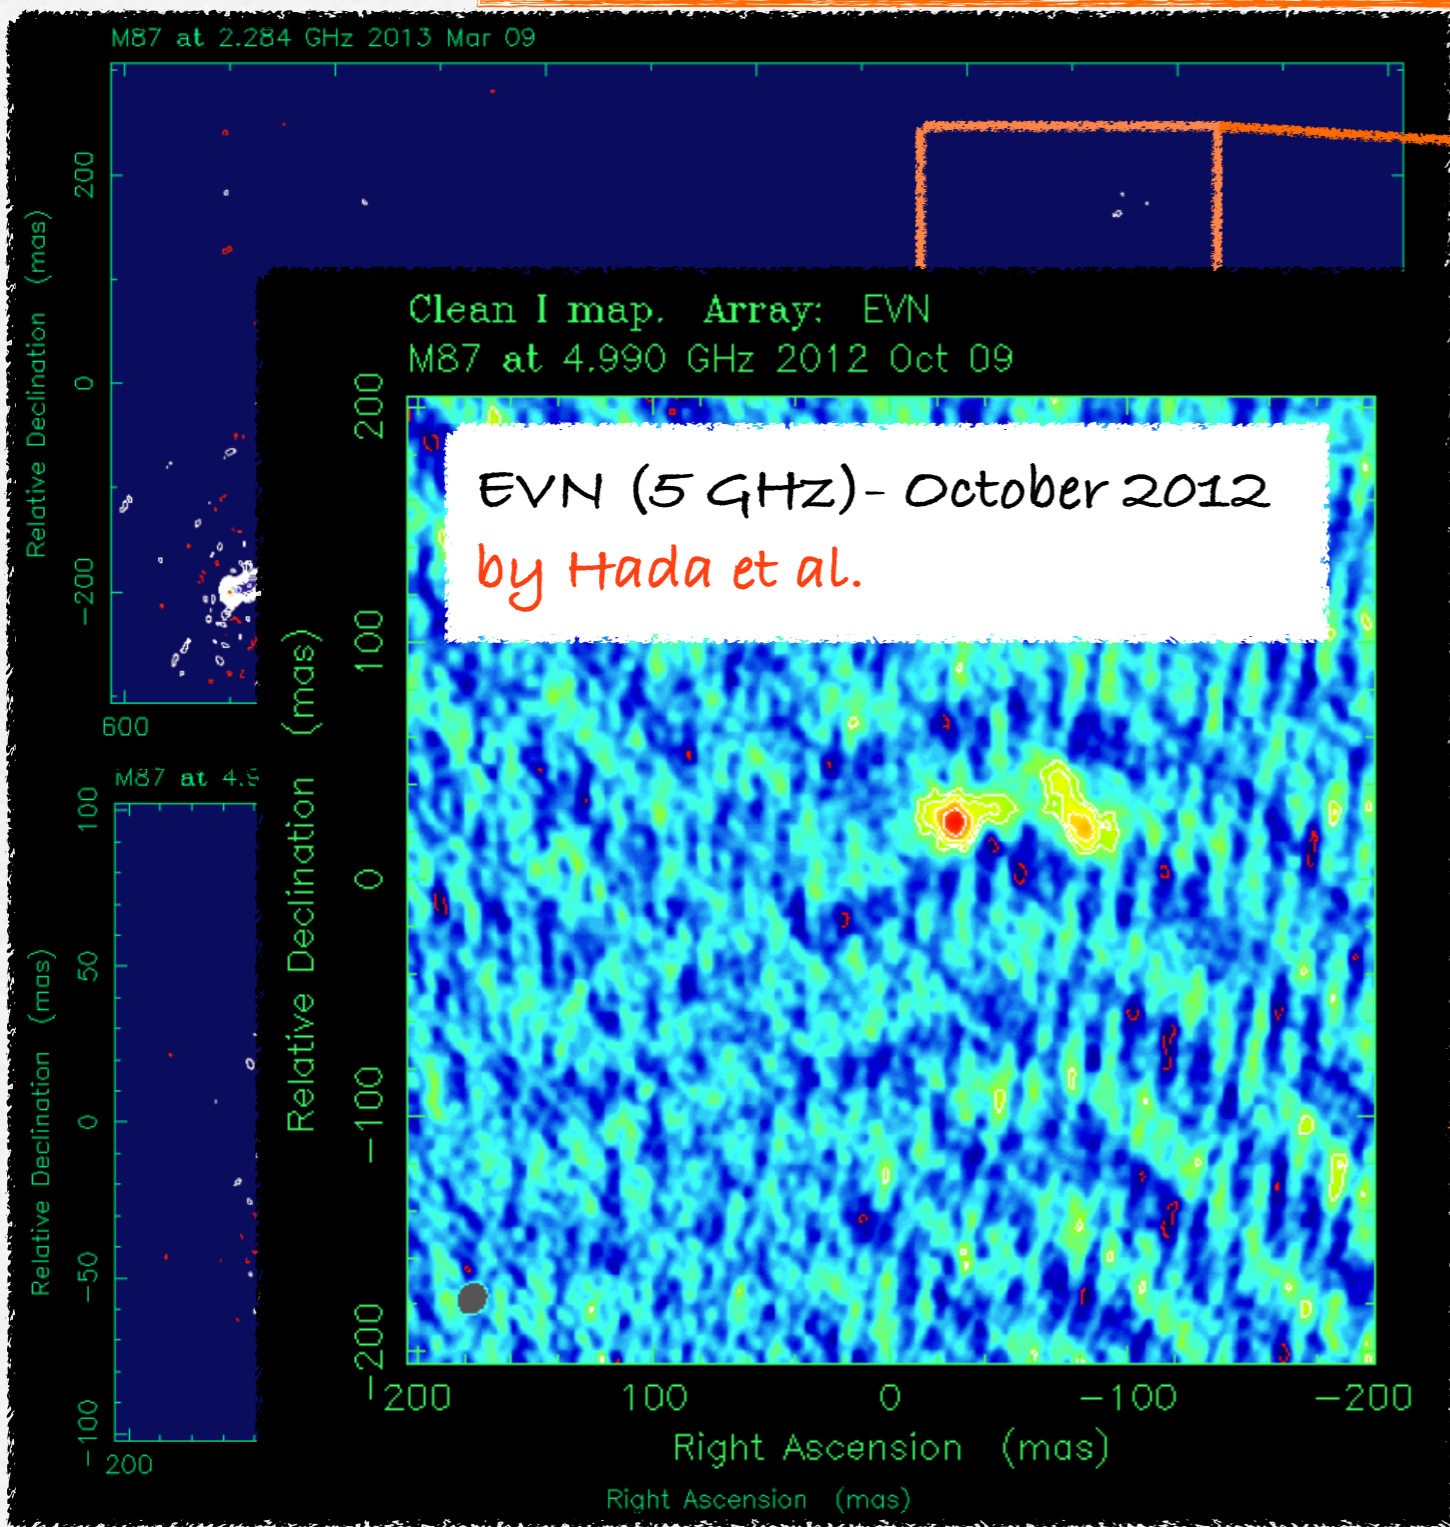 M87 at 2.284 GHz 2013 Mar 09
200
0
-200
Relative Declination (mas)
600
Clean I map. Array: EVN
M87 at 4.990 GHz 2012 Oct 09
EVN (5 GHz)- October 2012
by Hada et al.
200
100
0
-100
-200
Relative Declination (mas)
200
100
0
-100
-200
Right Ascension (mas)
M87 at 4.9
100
50
0
-50
-100
Relative Declination (mas)
200
Right Ascension (mas)